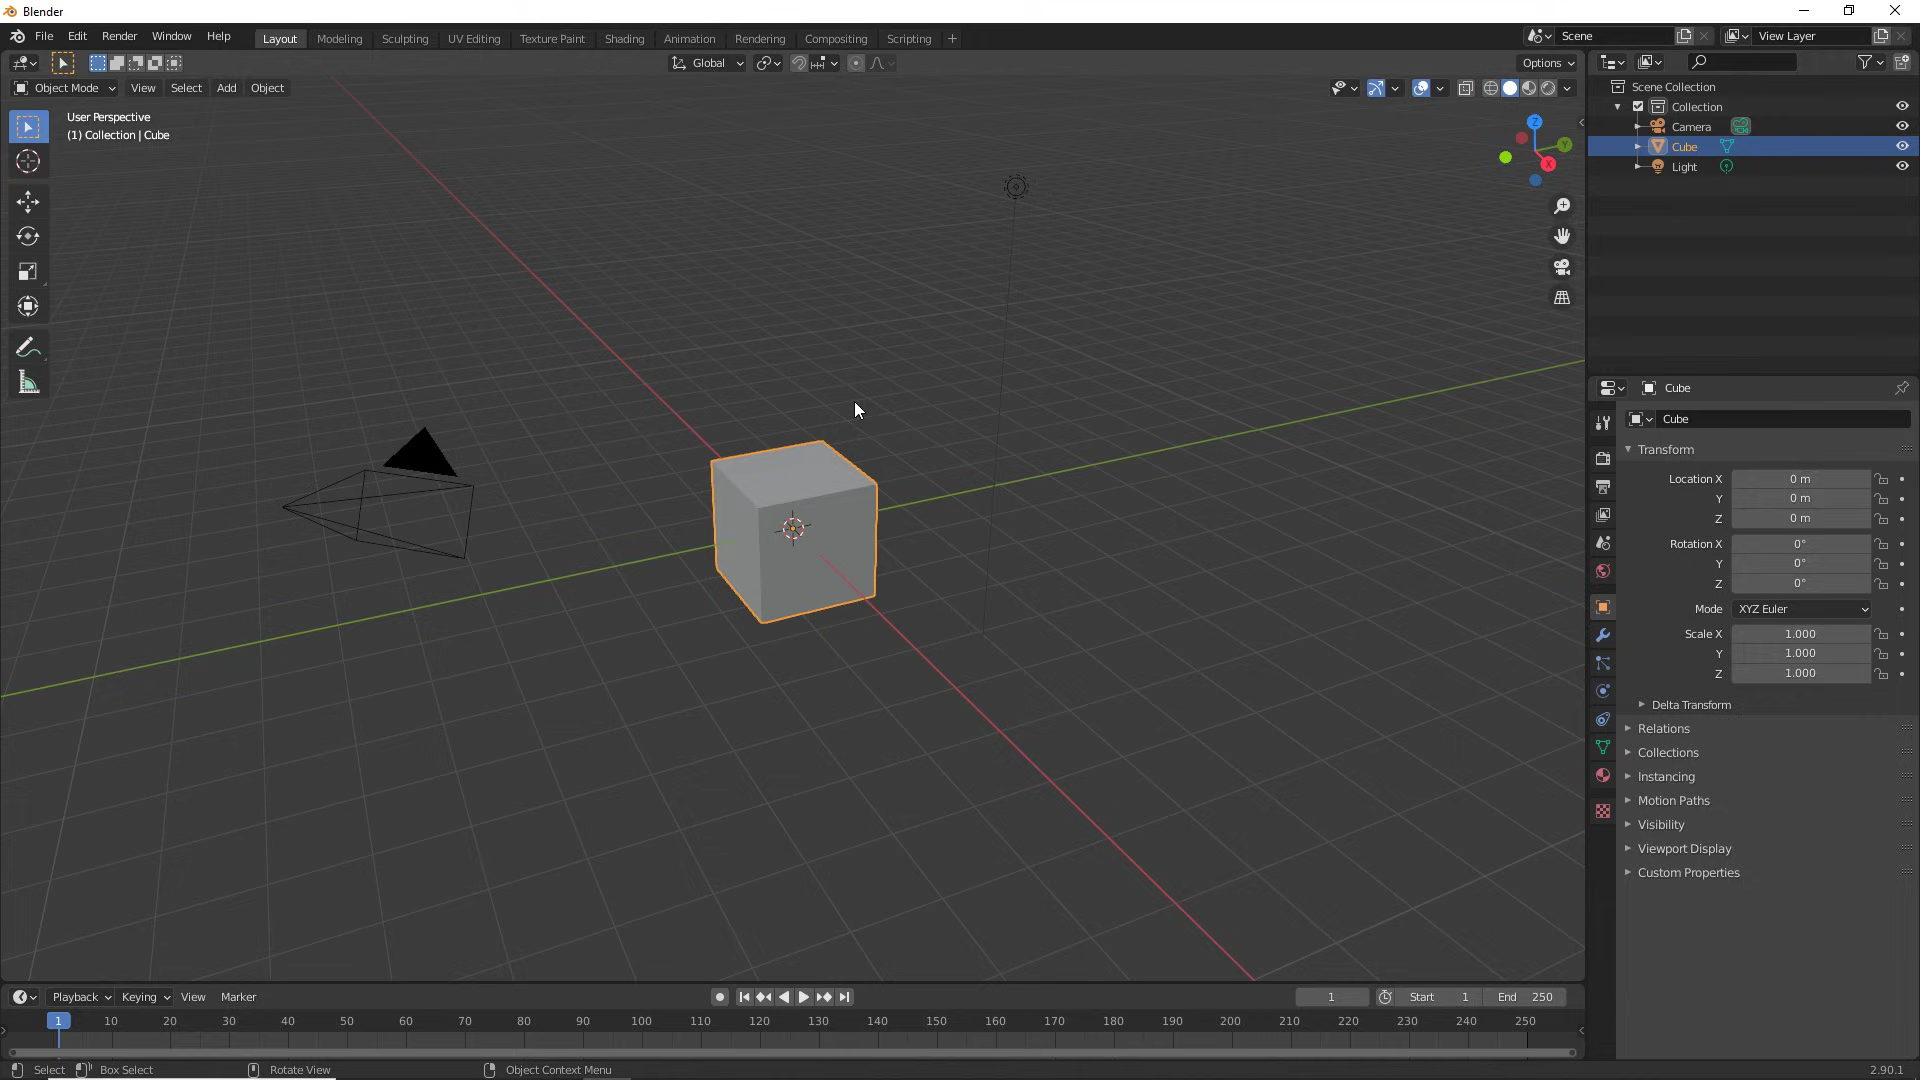 Blender
File Edit Render Window Help Layout Modeling Sculpting UV Editing Texture Paint Shading Animation Rendering Compositing Scripting + Scene View Layer
Global Options
Object Mode View Select Add Object
User Perspective
(1) Collection | Cube
Z
Y
X
Scene Collection
Collection
Camera
Cube
Light
Cube
Cube
Transform
Location X 0 m
Y 0 m
Z 0 m
Rotation X 0°
Y 0°
Z 0°
Mode XYZ Euler
Scale X 1.000
Y 1.000
Z 1.000
Delta Transform
Relations
Collections
Instancing
Motion Paths
Visibility
Viewport Display
Custom Properties
Playback Keying View Marker 1 Start 1 End 250
1 10 20 30 40 50 60 70 80 90 100 110 120 130 140 150 160 170 180 190 200 210 220 230 240 250
Select Box Select Rotate View Object Context Menu 2.90.1